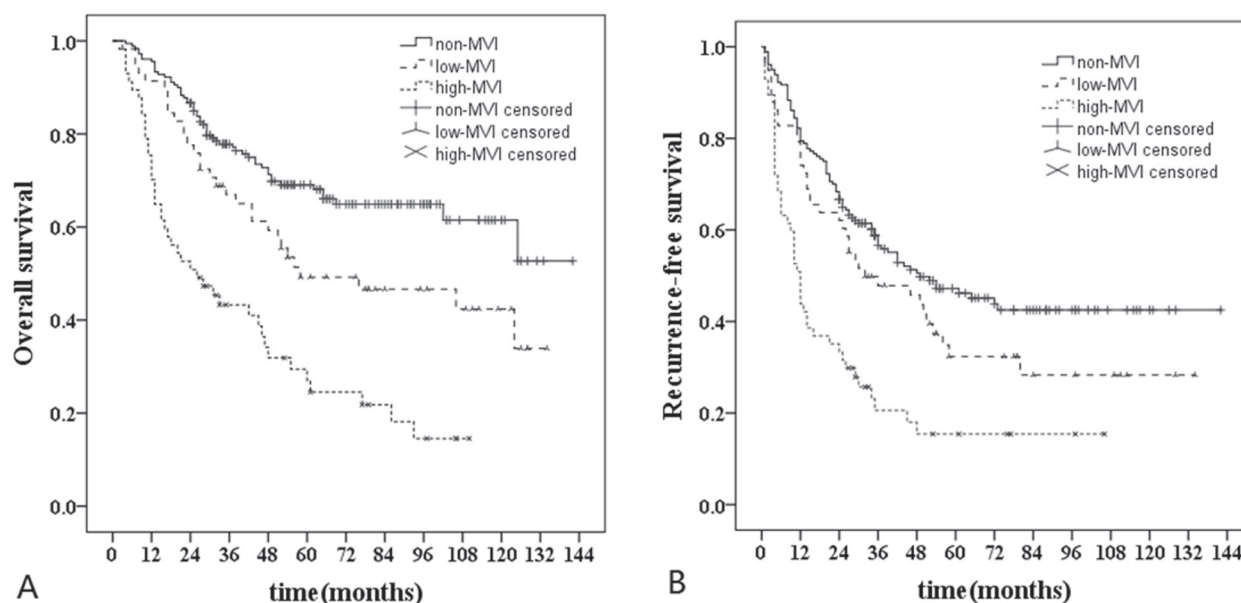 Overall survival
1.0
0.8
0.6
0.4
0.2
0.0
non-MVI
low-MVI
high-MVI
non-MVI censored
low-MVI censored
high-MVI censored
0 12 24 36 48 60 72 84 96 108 120 132 144
time(months)
A
Recurrence-free survival
1.0
0.8
0.6
0.4
0.2
0.0
non-MVI
low-MVI
high-MVI
non-MVI censored
low-MVI censored
high-MVI censored
0 12 24 36 48 60 72 84 96 108 120 132 144
time(months)
B